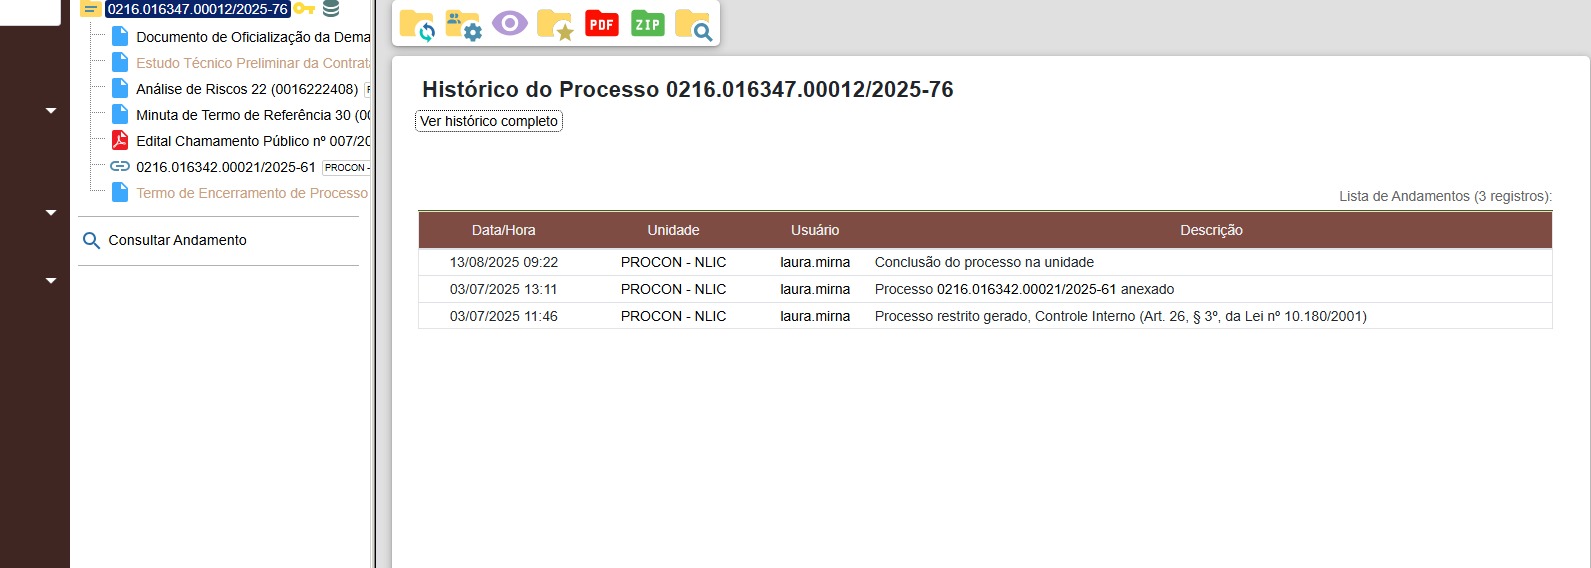 0216.016347.00012/2025-76
Documento de Oficialização da Dema
Estudo Técnico Preliminar da Contrat
Análise de Riscos 22 (0016222408)
Minuta de Termo de Referência 30 (00
Edital Chamamento Público nº 007/20
0216.016342.00021/2025-61 PROCON -
Termo de Encerramento de Processo
Consultar Andamento
PDF
ZIP
Histórico do Processo 0216.016347.00012/2025-76
Ver histórico completo
Lista de Andamentos (3 registros):
Data/Hora Unidade Usuário Descrição
13/08/2025 09:22 PROCON - NLIC laura.mirna Conclusão do processo na unidade
03/07/2025 13:11 PROCON - NLIC laura.mirna Processo 0216.016342.00021/2025-61 anexado
03/07/2025 11:46 PROCON - NLIC laura.mirna Processo restrito gerado, Controle Interno (Art. 26, § 3º, da Lei nº 10.180/2001)